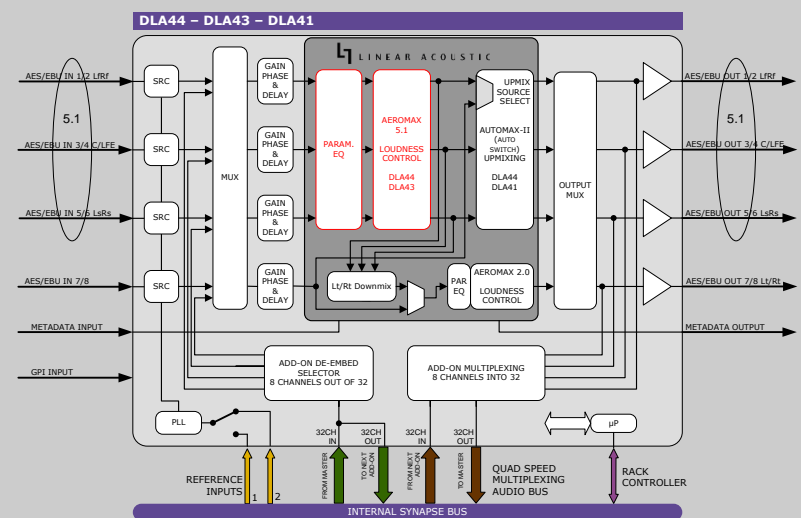 DLA44 – DLA43 – DLA41
LINEAR ACOUSTIC
AES/EBU IN 1/2 LfRf
AES/EBU IN 3/4 C/LFE
AES/EBU IN 5/6 LsRs
AES/EBU IN 7/8
5.1
METADATA INPUT
GPI INPUT
SRC
SRC
SRC
SRC
MUX
GAIN
PHASE
&
DELAY
GAIN
PHASE
&
DELAY
GAIN
PHASE
&
DELAY
GAIN
PHASE
&
DELAY
PARAM.
EQ
AEROMAX
5.1
LOUDNESS
CONTROL
DLA44
DLA43
UPMIX
SOURCE
SELECT
AUTOMAX-II
(AUTO
SWITCH)
UPMIXING
DLA44
DLA41
Lt/Rt Downmix
PAR
EQ
AEROMAX 2.0
LOUDNESS
CONTROL
OUTPUT
MUX
AES/EBU OUT 1/2 LfRf
AES/EBU OUT 3/4 C/LFE
AES/EBU OUT 5/6 LsRs
AES/EBU OUT 7/8 Lt/Rt
5.1
METADATA OUTPUT
ADD-ON DE-EMBED
SELECTOR
8 CHANNELS OUT OF 32
ADD-ON MULTIPLEXING
8 CHANNELS INTO 32
PLL
µP
32CH
IN
32CH
OUT
32CH
IN
32CH
OUT
REFERENCE
INPUTS
1
2
FROM MASTER
TO NEXT
ADD-ON
FROM NEXT
ADD-ON
TO MASTER
QUAD SPEED
MULTIPLEXING
AUDIO BUS
RACK
CONTROLLER
INTERNAL SYNAPSE BUS